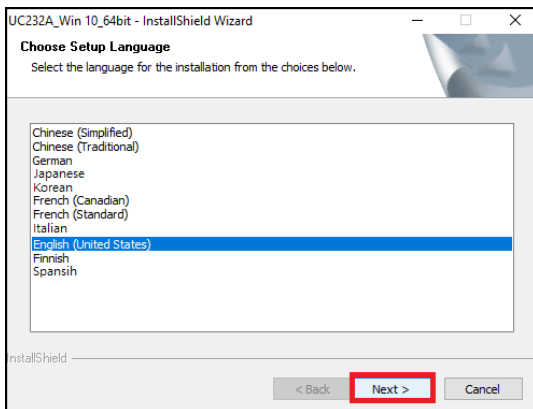 UC232A_Win 10_64bit - InstallShield Wizard
Choose Setup Language
Select the language for the installation from the choices below.
Chinese (Simplified)
Chinese (Traditional)
German
Japanese
Korean
French (Canadian)
French (Standard)
Italian
English (United States)
Finnish
Spansih
InstallShield
< Back Next > Cancel